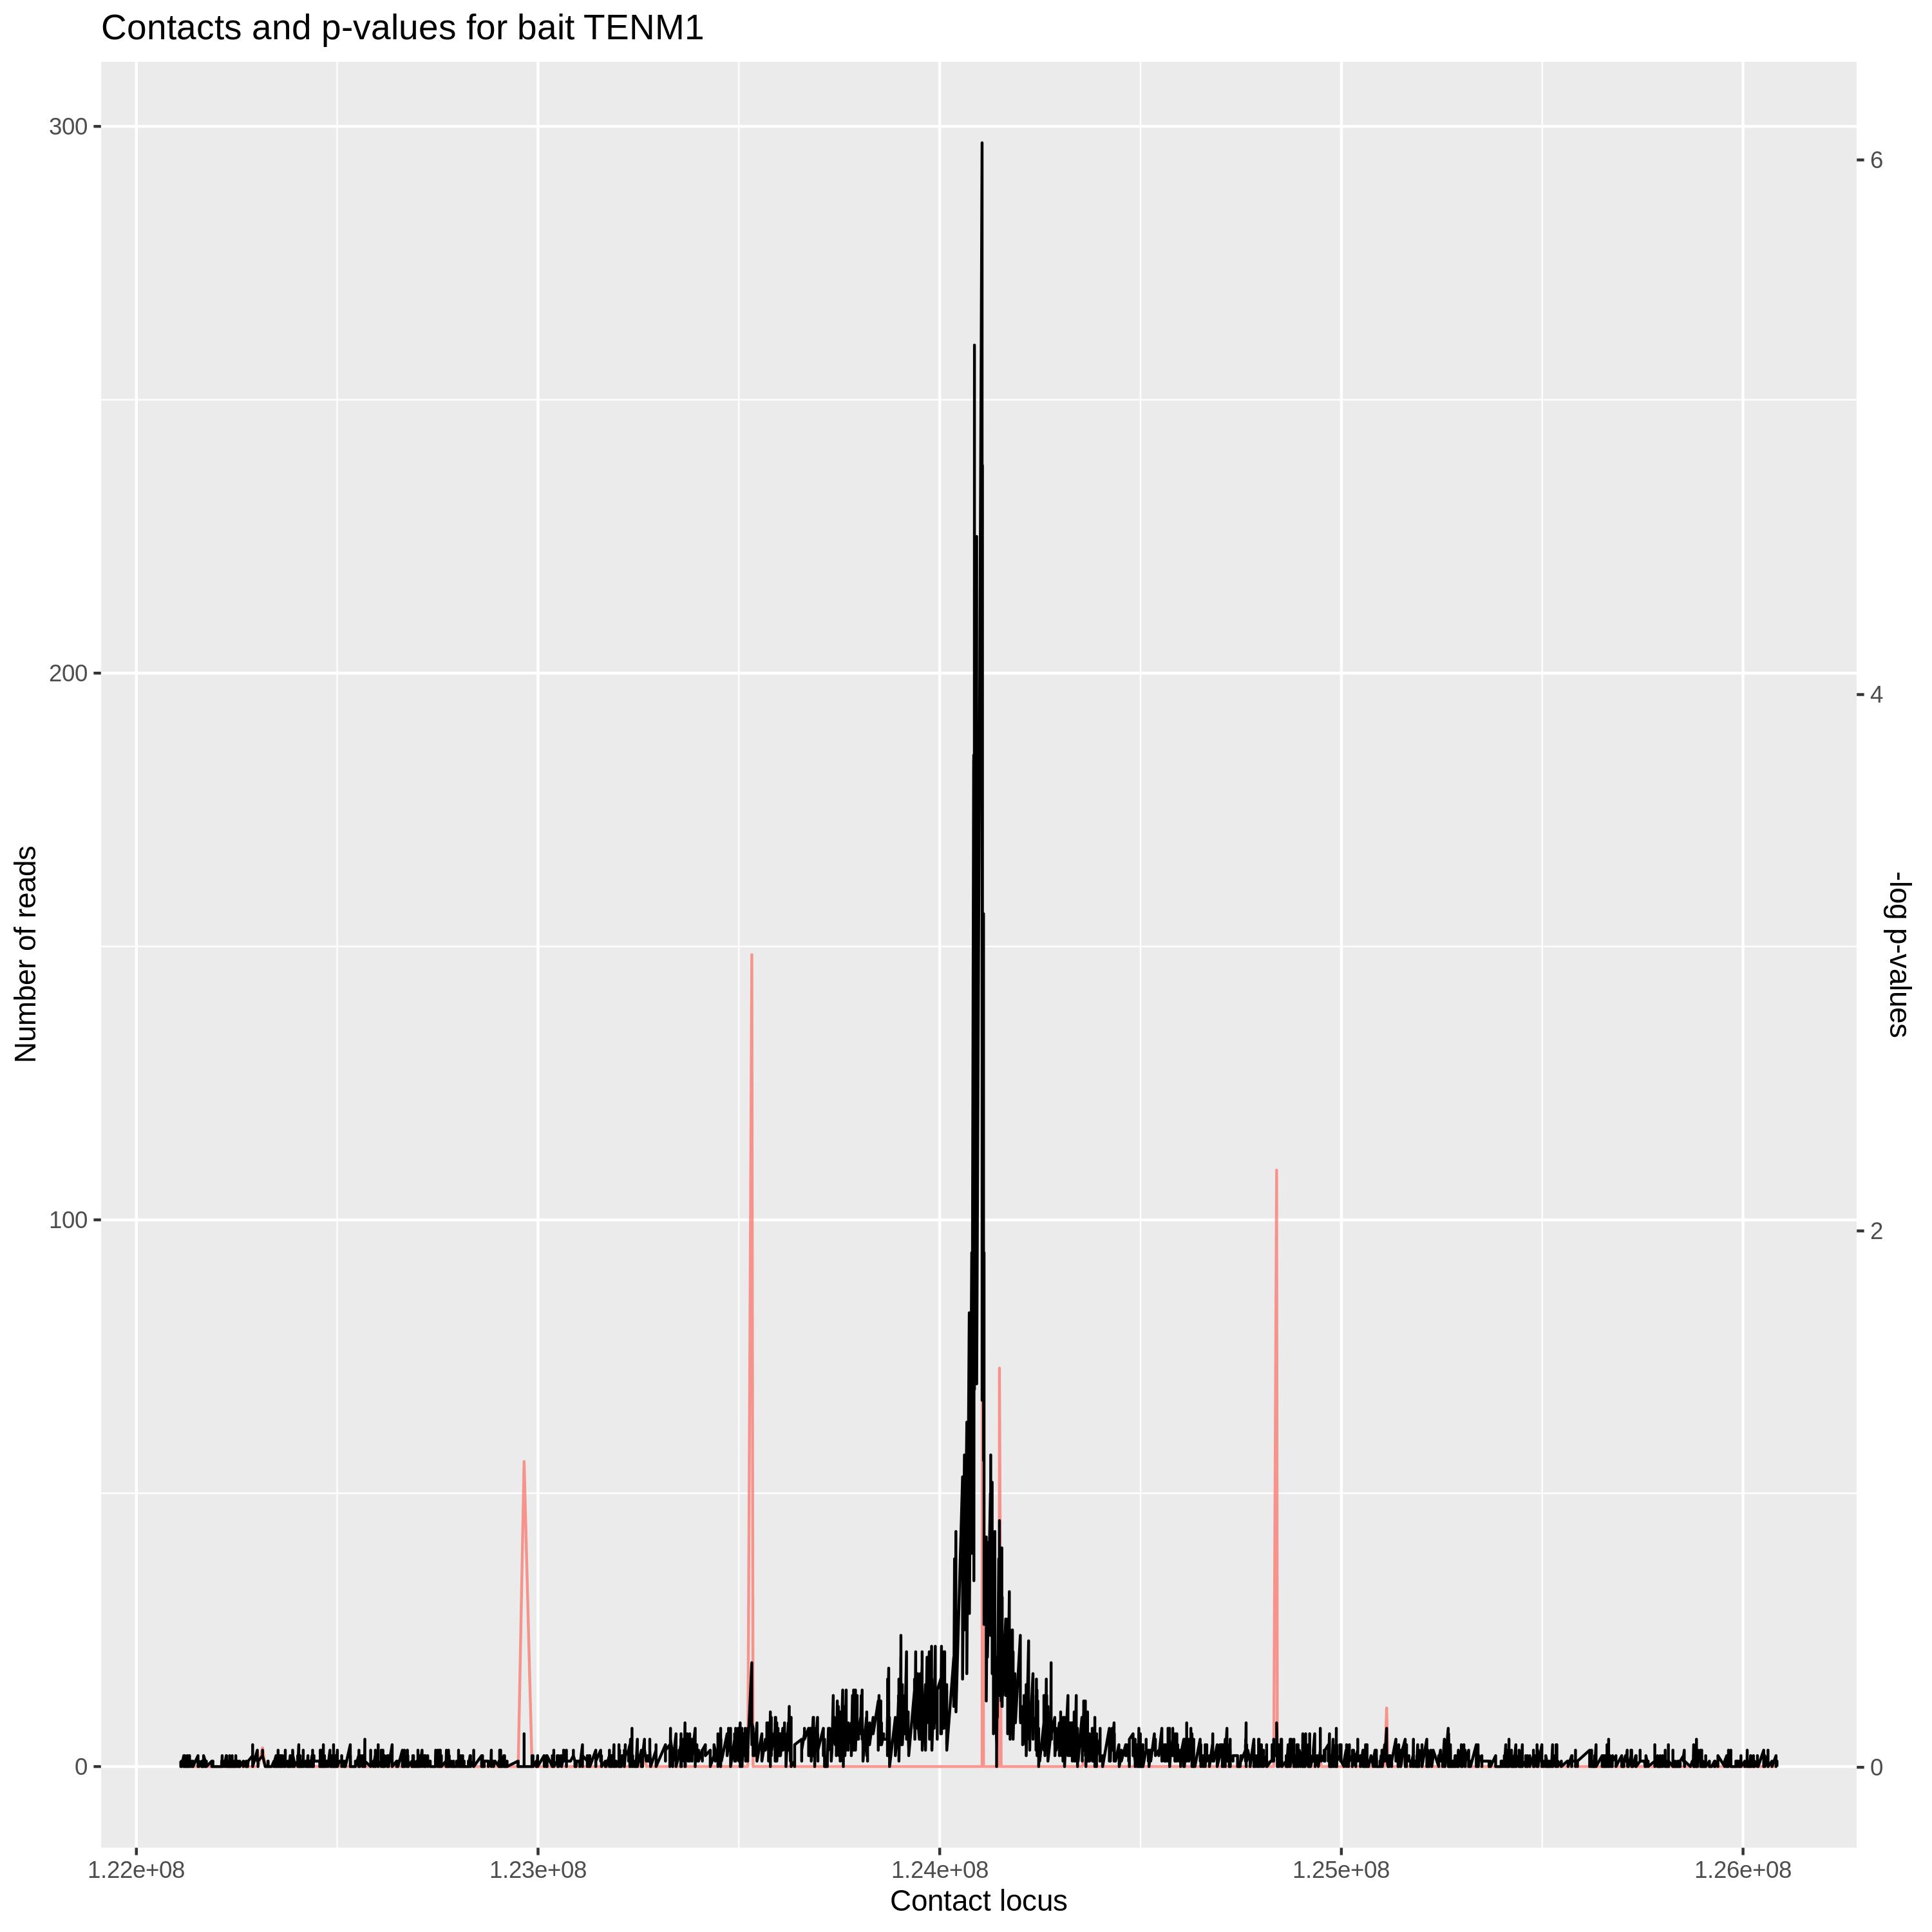 Contacts and p-values for bait TENM1
300
200
100
0
Number of reads
6
4
2
0
-log p-values
1.22e+08
1.23e+08
1.24e+08
1.25e+08
1.26e+08
Contact locus